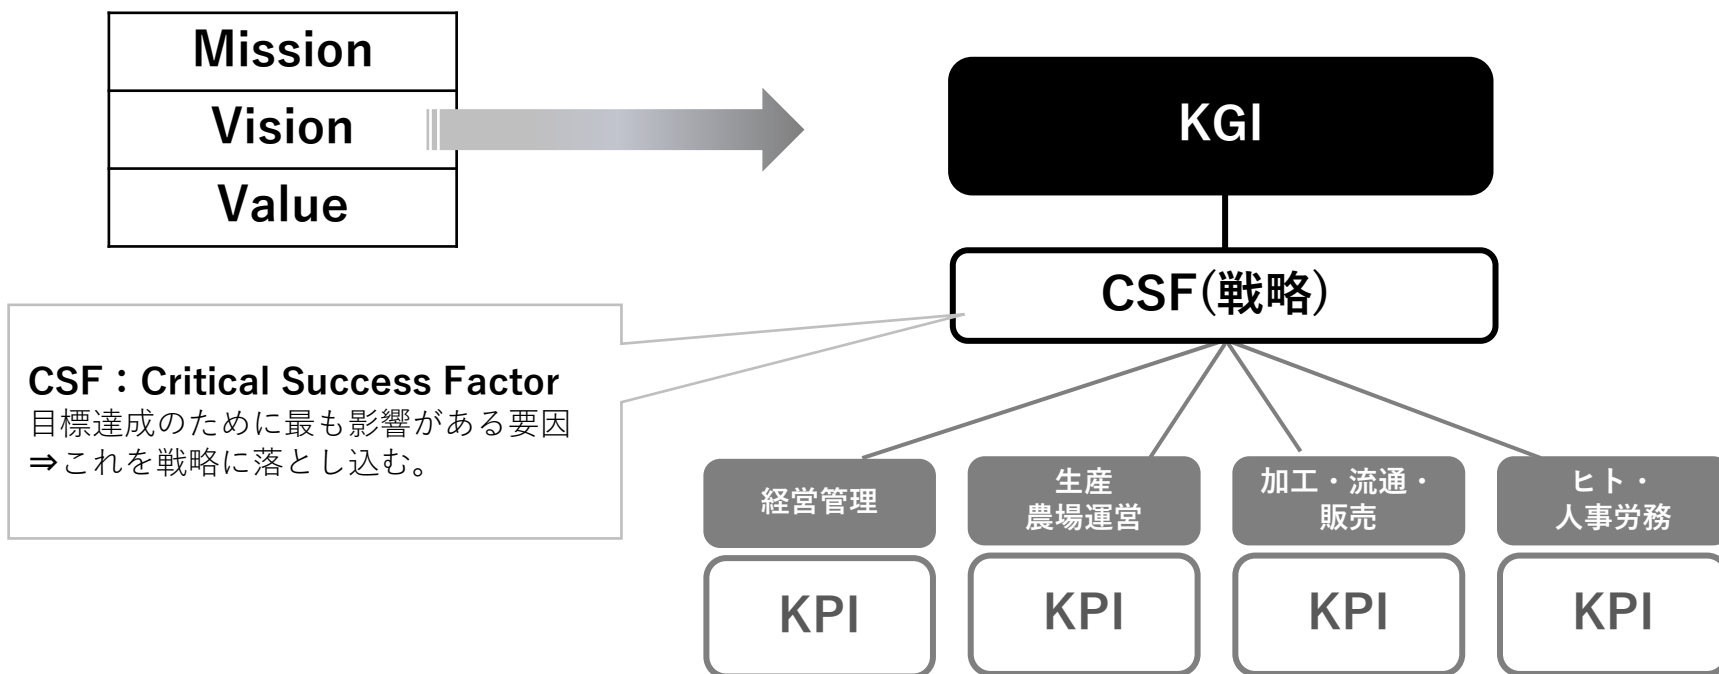 Mission
Vision
Value
KGI
CSF(戦略)
CSF：Critical Success Factor
目標達成のために最も影響がある要因
⇒これを戦略に落とし込む。
経営管理
生産
農場運営
加工・流通・
販売
ヒト・
人事労務
KPI
KPI
KPI
KPI